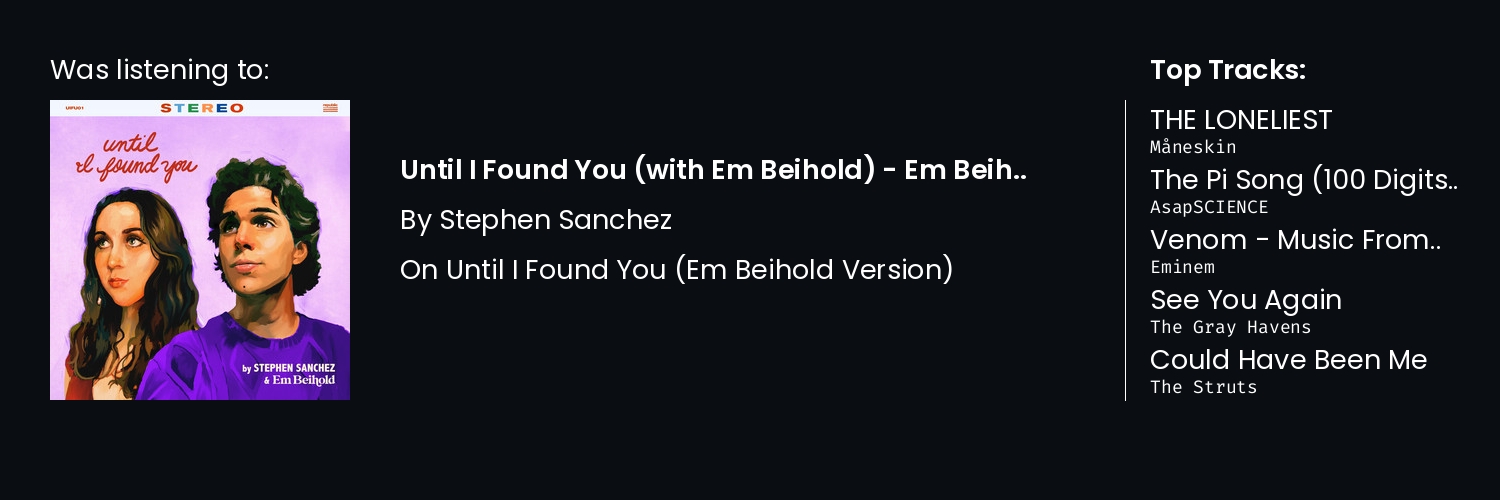 Was listening to:
STEREO
until
I found you
by STEPHEN SANCHEZ
& Em Beihold
Until I Found You (with Em Beihold) - Em Beih..
By Stephen Sanchez
On Until I Found You (Em Beihold Version)
Top Tracks:
THE LONELIEST
Måneskin
The Pi Song (100 Digits..
AsapSCIENCE
Venom - Music From..
Eminem
See You Again
The Gray Havens
Could Have Been Me
The Struts